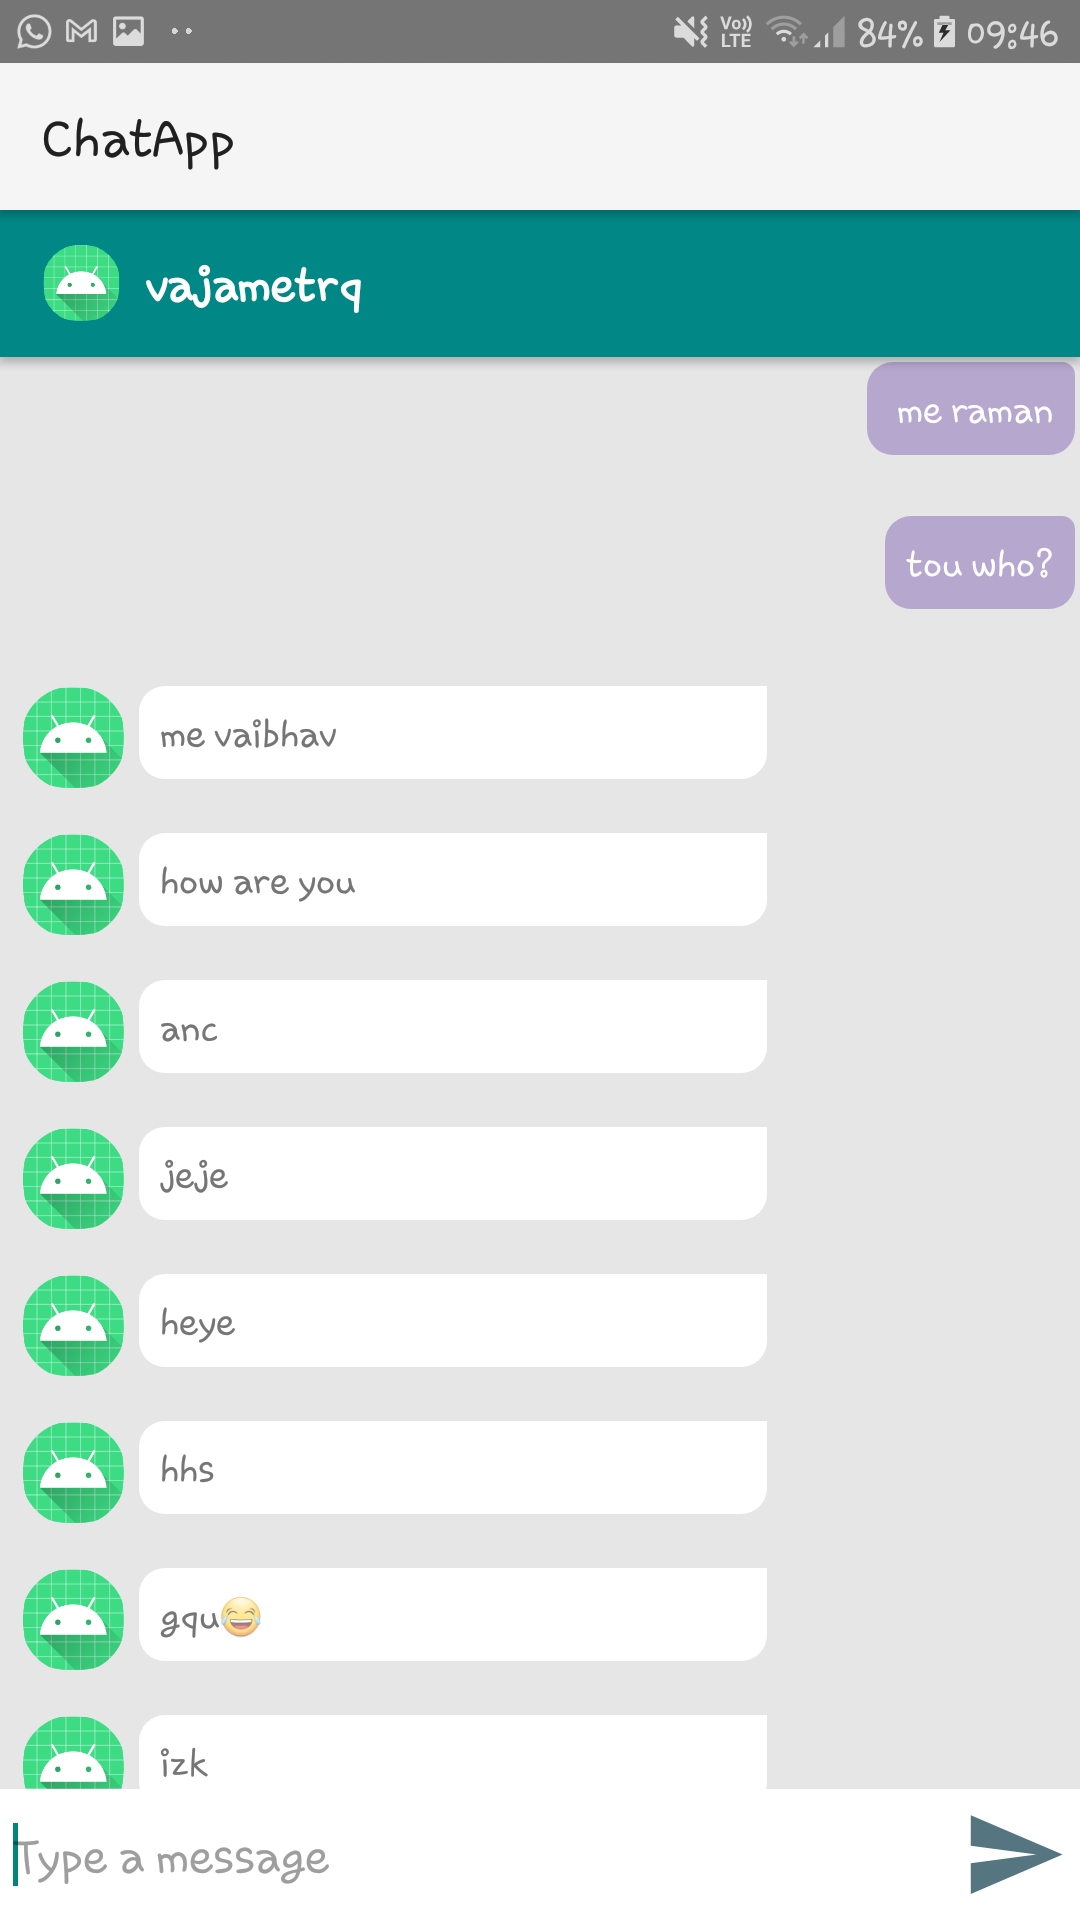 Vo)) LTE 84% 09:46
ChatApp
vajametrq
me raman
tou who?
me vaibhav
how are you
anc
jeje
heye
hhs
gqu😂
izk
Type a message